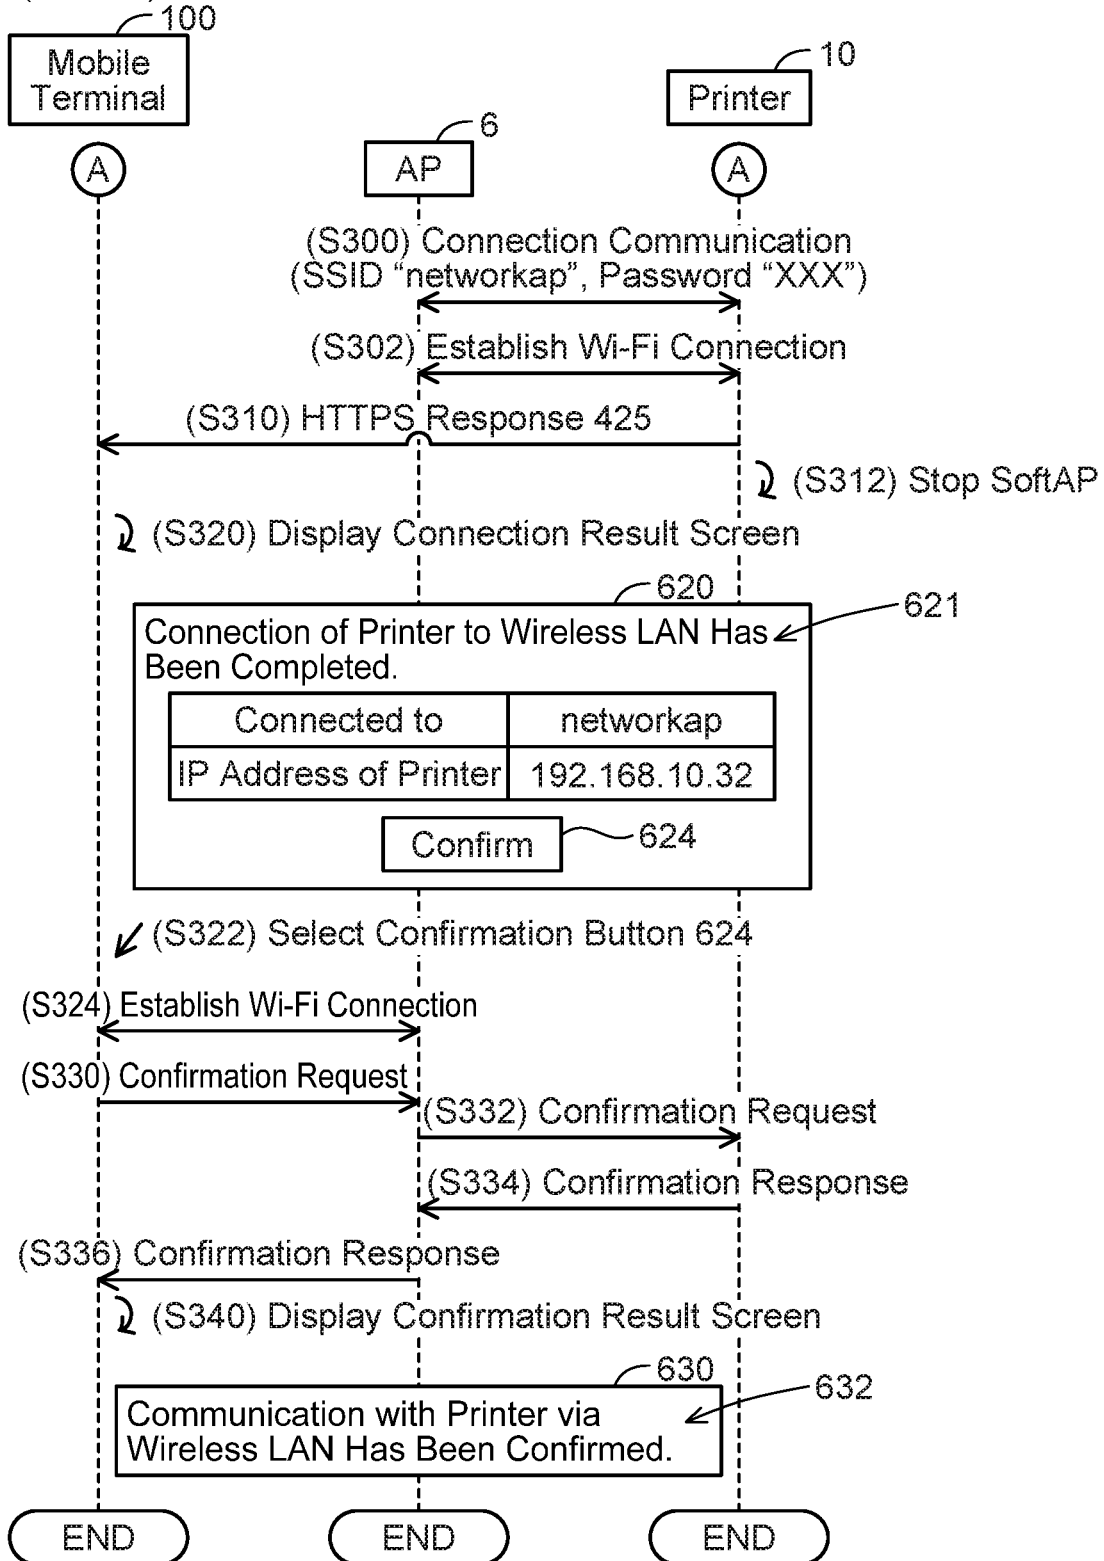 100
Mobile
Terminal
10
Printer
6
AP
A
A
(S300) Connection Communication
(SSID “networkap”, Password “XXX”)
(S302) Establish Wi-Fi Connection
(S310) HTTPS Response 425
(S312) Stop SoftAP
(S320) Display Connection Result Screen
620
621
Connection of Printer to Wireless LAN Has
Been Completed.
Connected to networkap
IP Address of Printer 192.168.10.32
Confirm
624
(S322) Select Confirmation Button 624
(S324) Establish Wi-Fi Connection
(S330) Confirmation Request
(S332) Confirmation Request
(S334) Confirmation Response
(S336) Confirmation Response
(S340) Display Confirmation Result Screen
630
632
Communication with Printer via
Wireless LAN Has Been Confirmed.
END END END